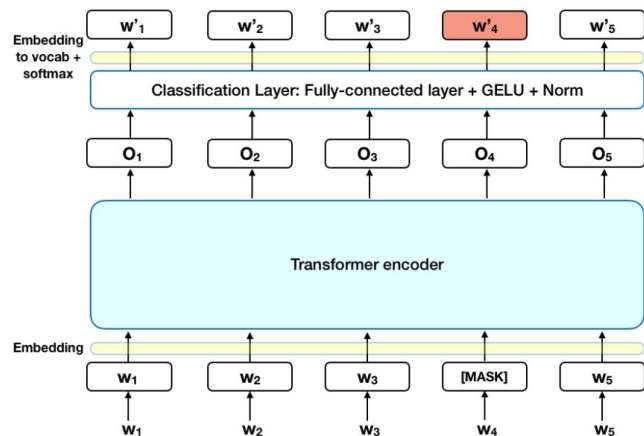 w'₁ w'₂ w'₃ w'₄ w'₅
Embedding
to vocab +
softmax
Classification Layer: Fully-connected layer + GELU + Norm
O₁ O₂ O₃ O₄ O₅
Transformer encoder
Embedding
w₁ w₂ w₃ [MASK] w₅
w₁ w₂ w₃ w₄ w₅